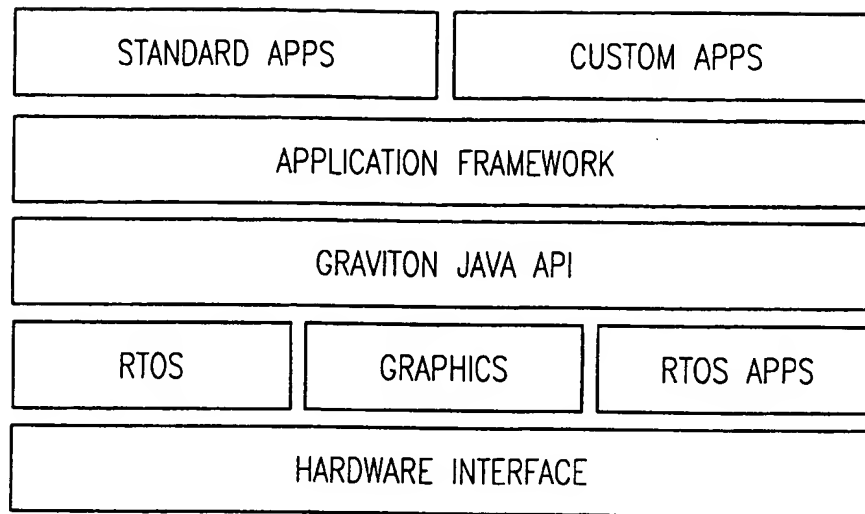 STANDARD APPS
CUSTOM APPS
APPLICATION FRAMEWORK
GRAVITON JAVA API
RTOS
GRAPHICS
RTOS APPS
HARDWARE INTERFACE